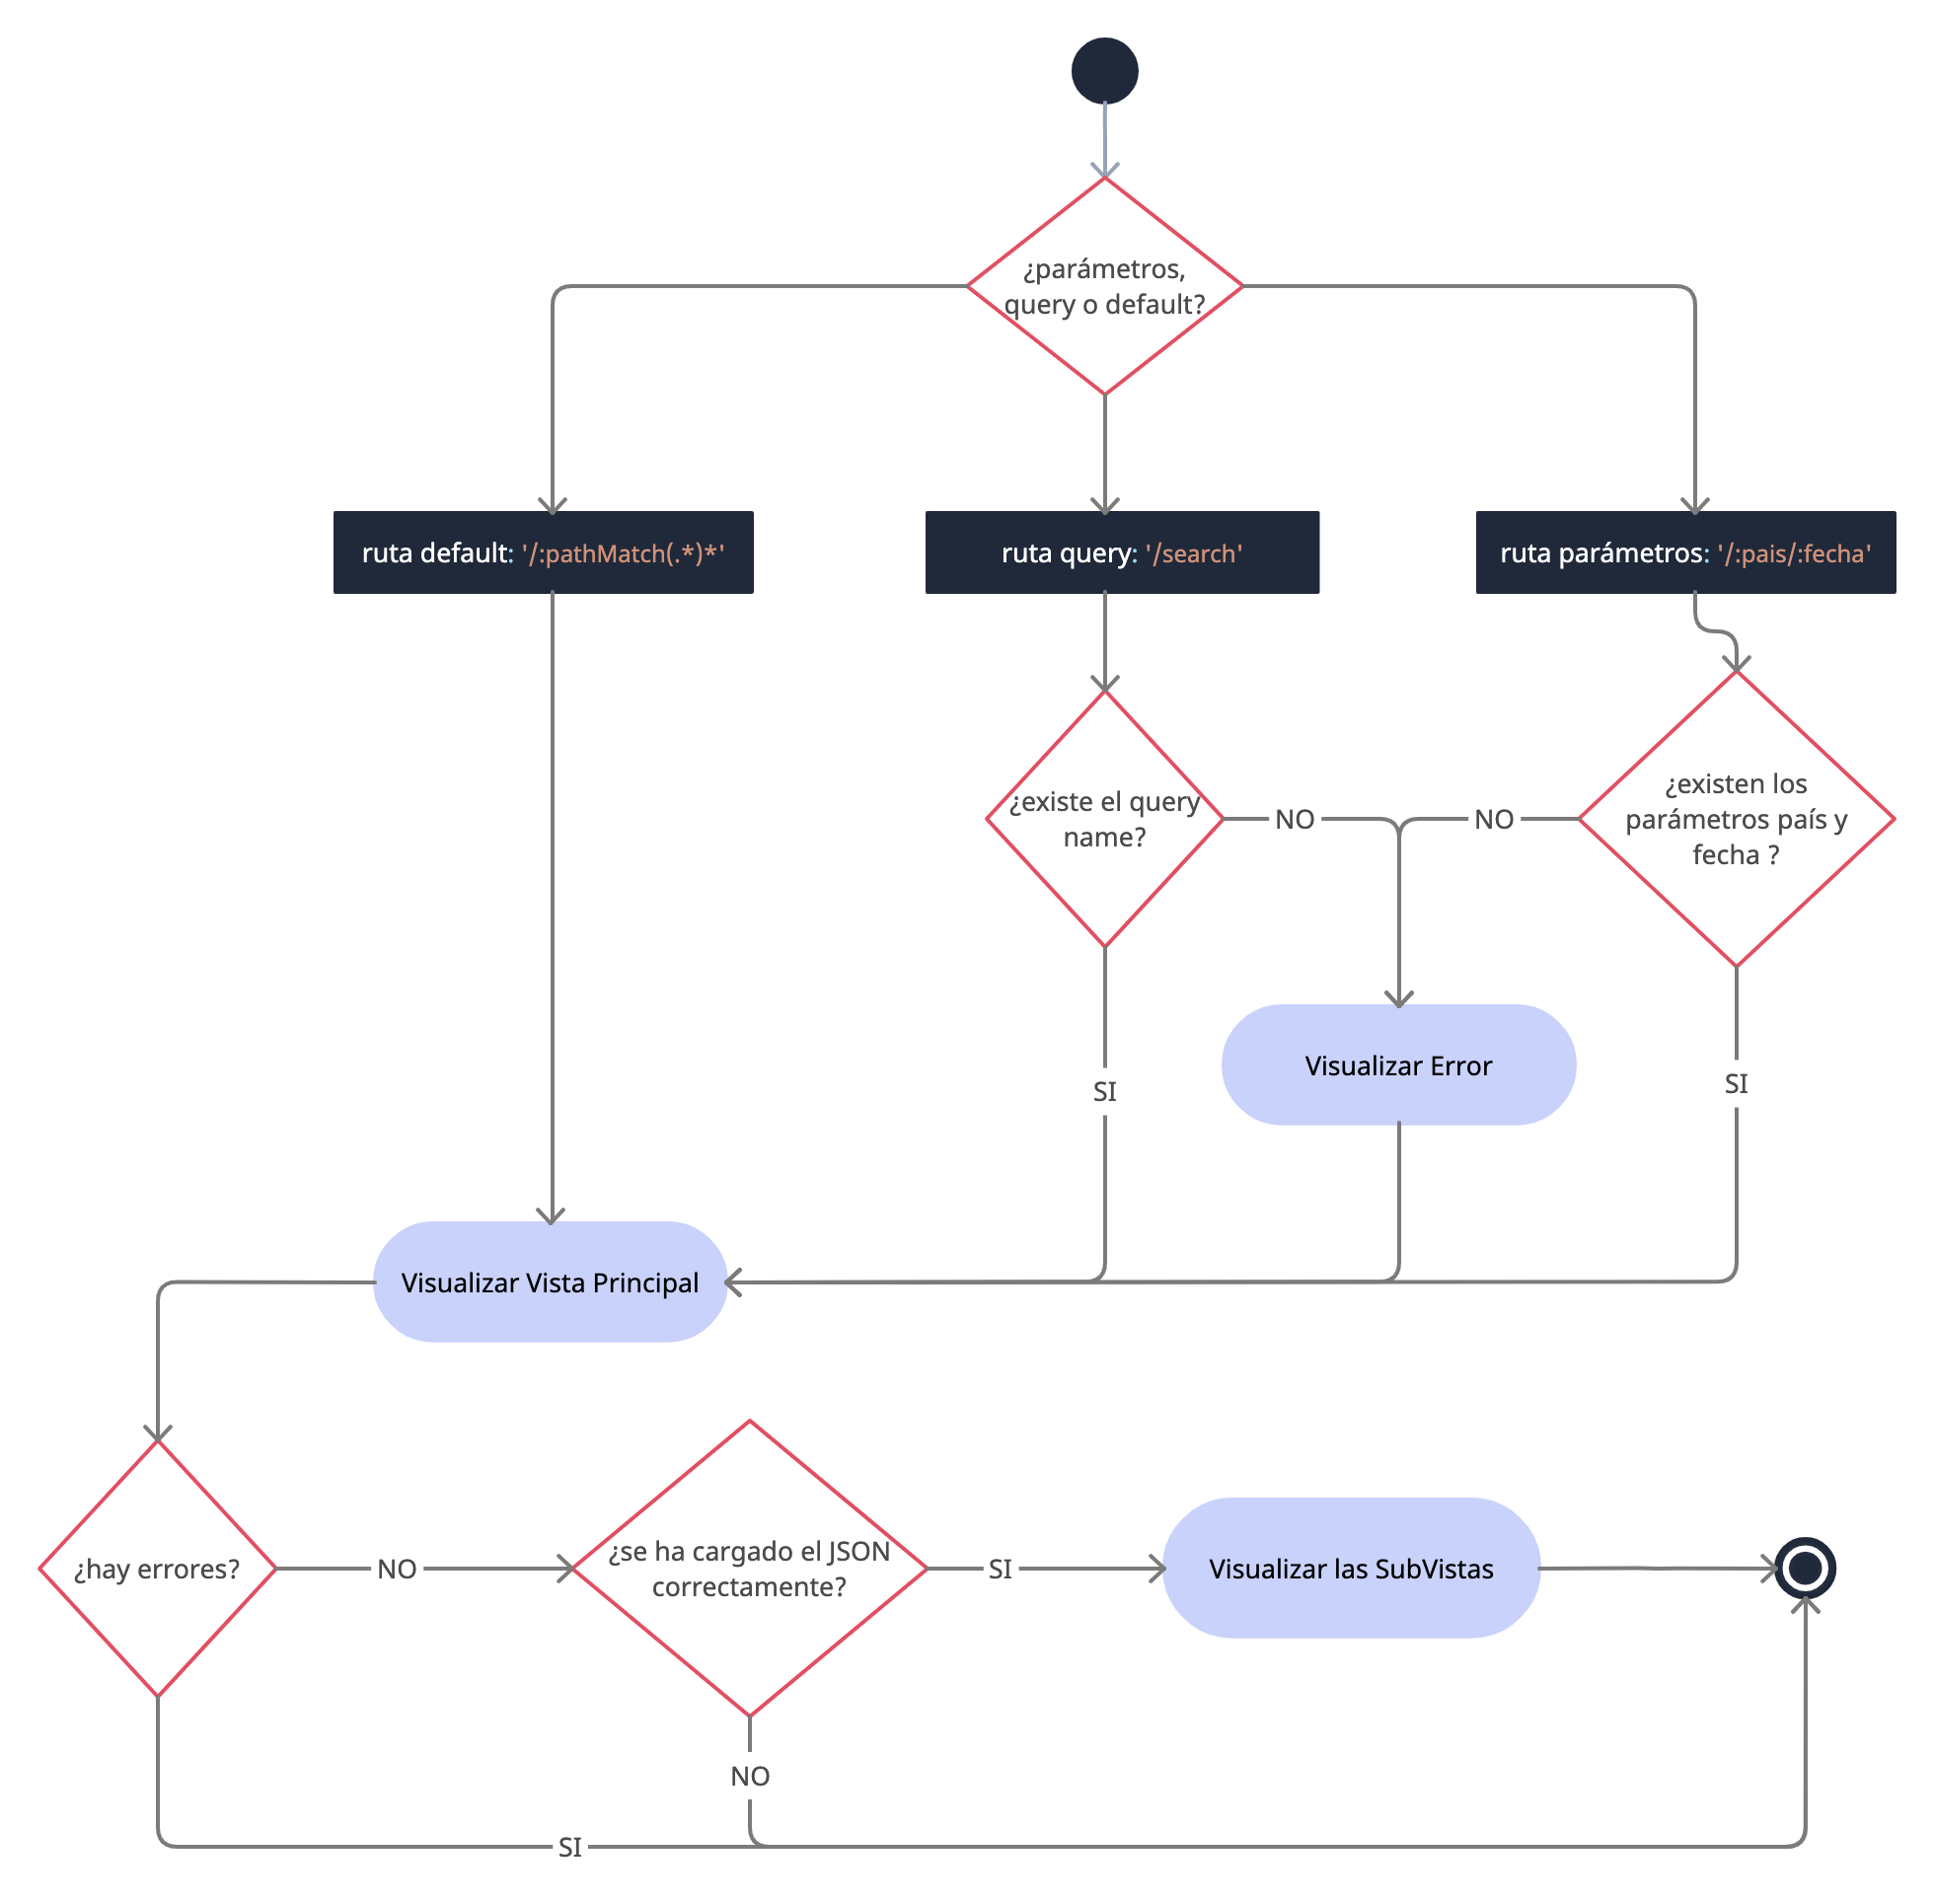 ¿parámetros,
query o default?
ruta default: '/:pathMatch(.*)*'
ruta query: '/search'
ruta parámetros: '/:pais/:fecha'
¿existe el query
name?
NO
NO
¿existen los
parámetros país y
fecha ?
Visualizar Error
SI
SI
Visualizar Vista Principal
¿hay errores?
NO
¿se ha cargado el JSON
correctamente?
SI
Visualizar las SubVistas
NO
SI